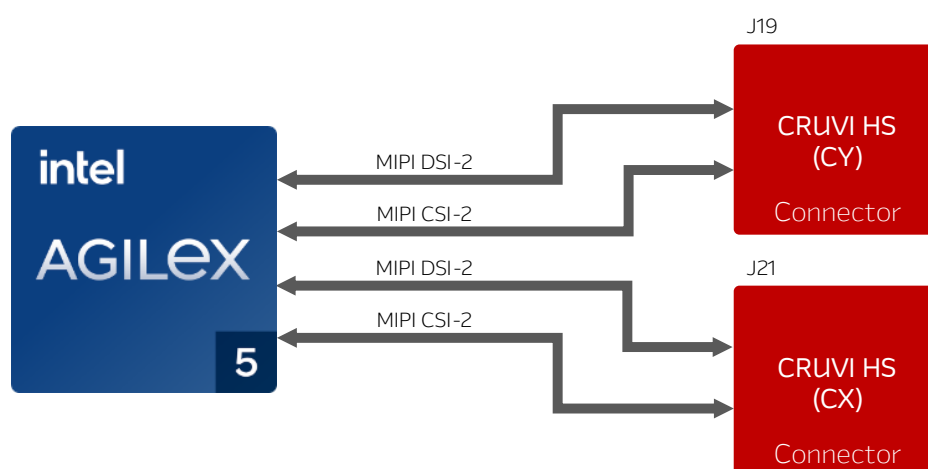 J19
CRUVI HS
(CY)
Connector
intel
AGILEX
5
MIPI DSI-2
MIPI CSI-2
MIPI DSI-2
MIPI CSI-2
J21
CRUVI HS
(CX)
Connector